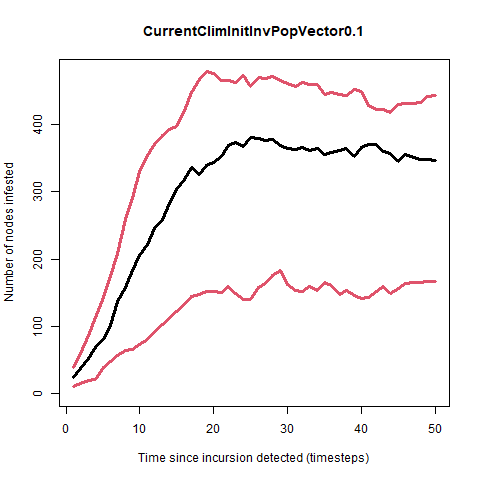 CurrentClimInitInvPopVector0.1
Number of nodes infested
400
300
200
100
0
0 10 20 30 40 50
Time since incursion detected (timesteps)